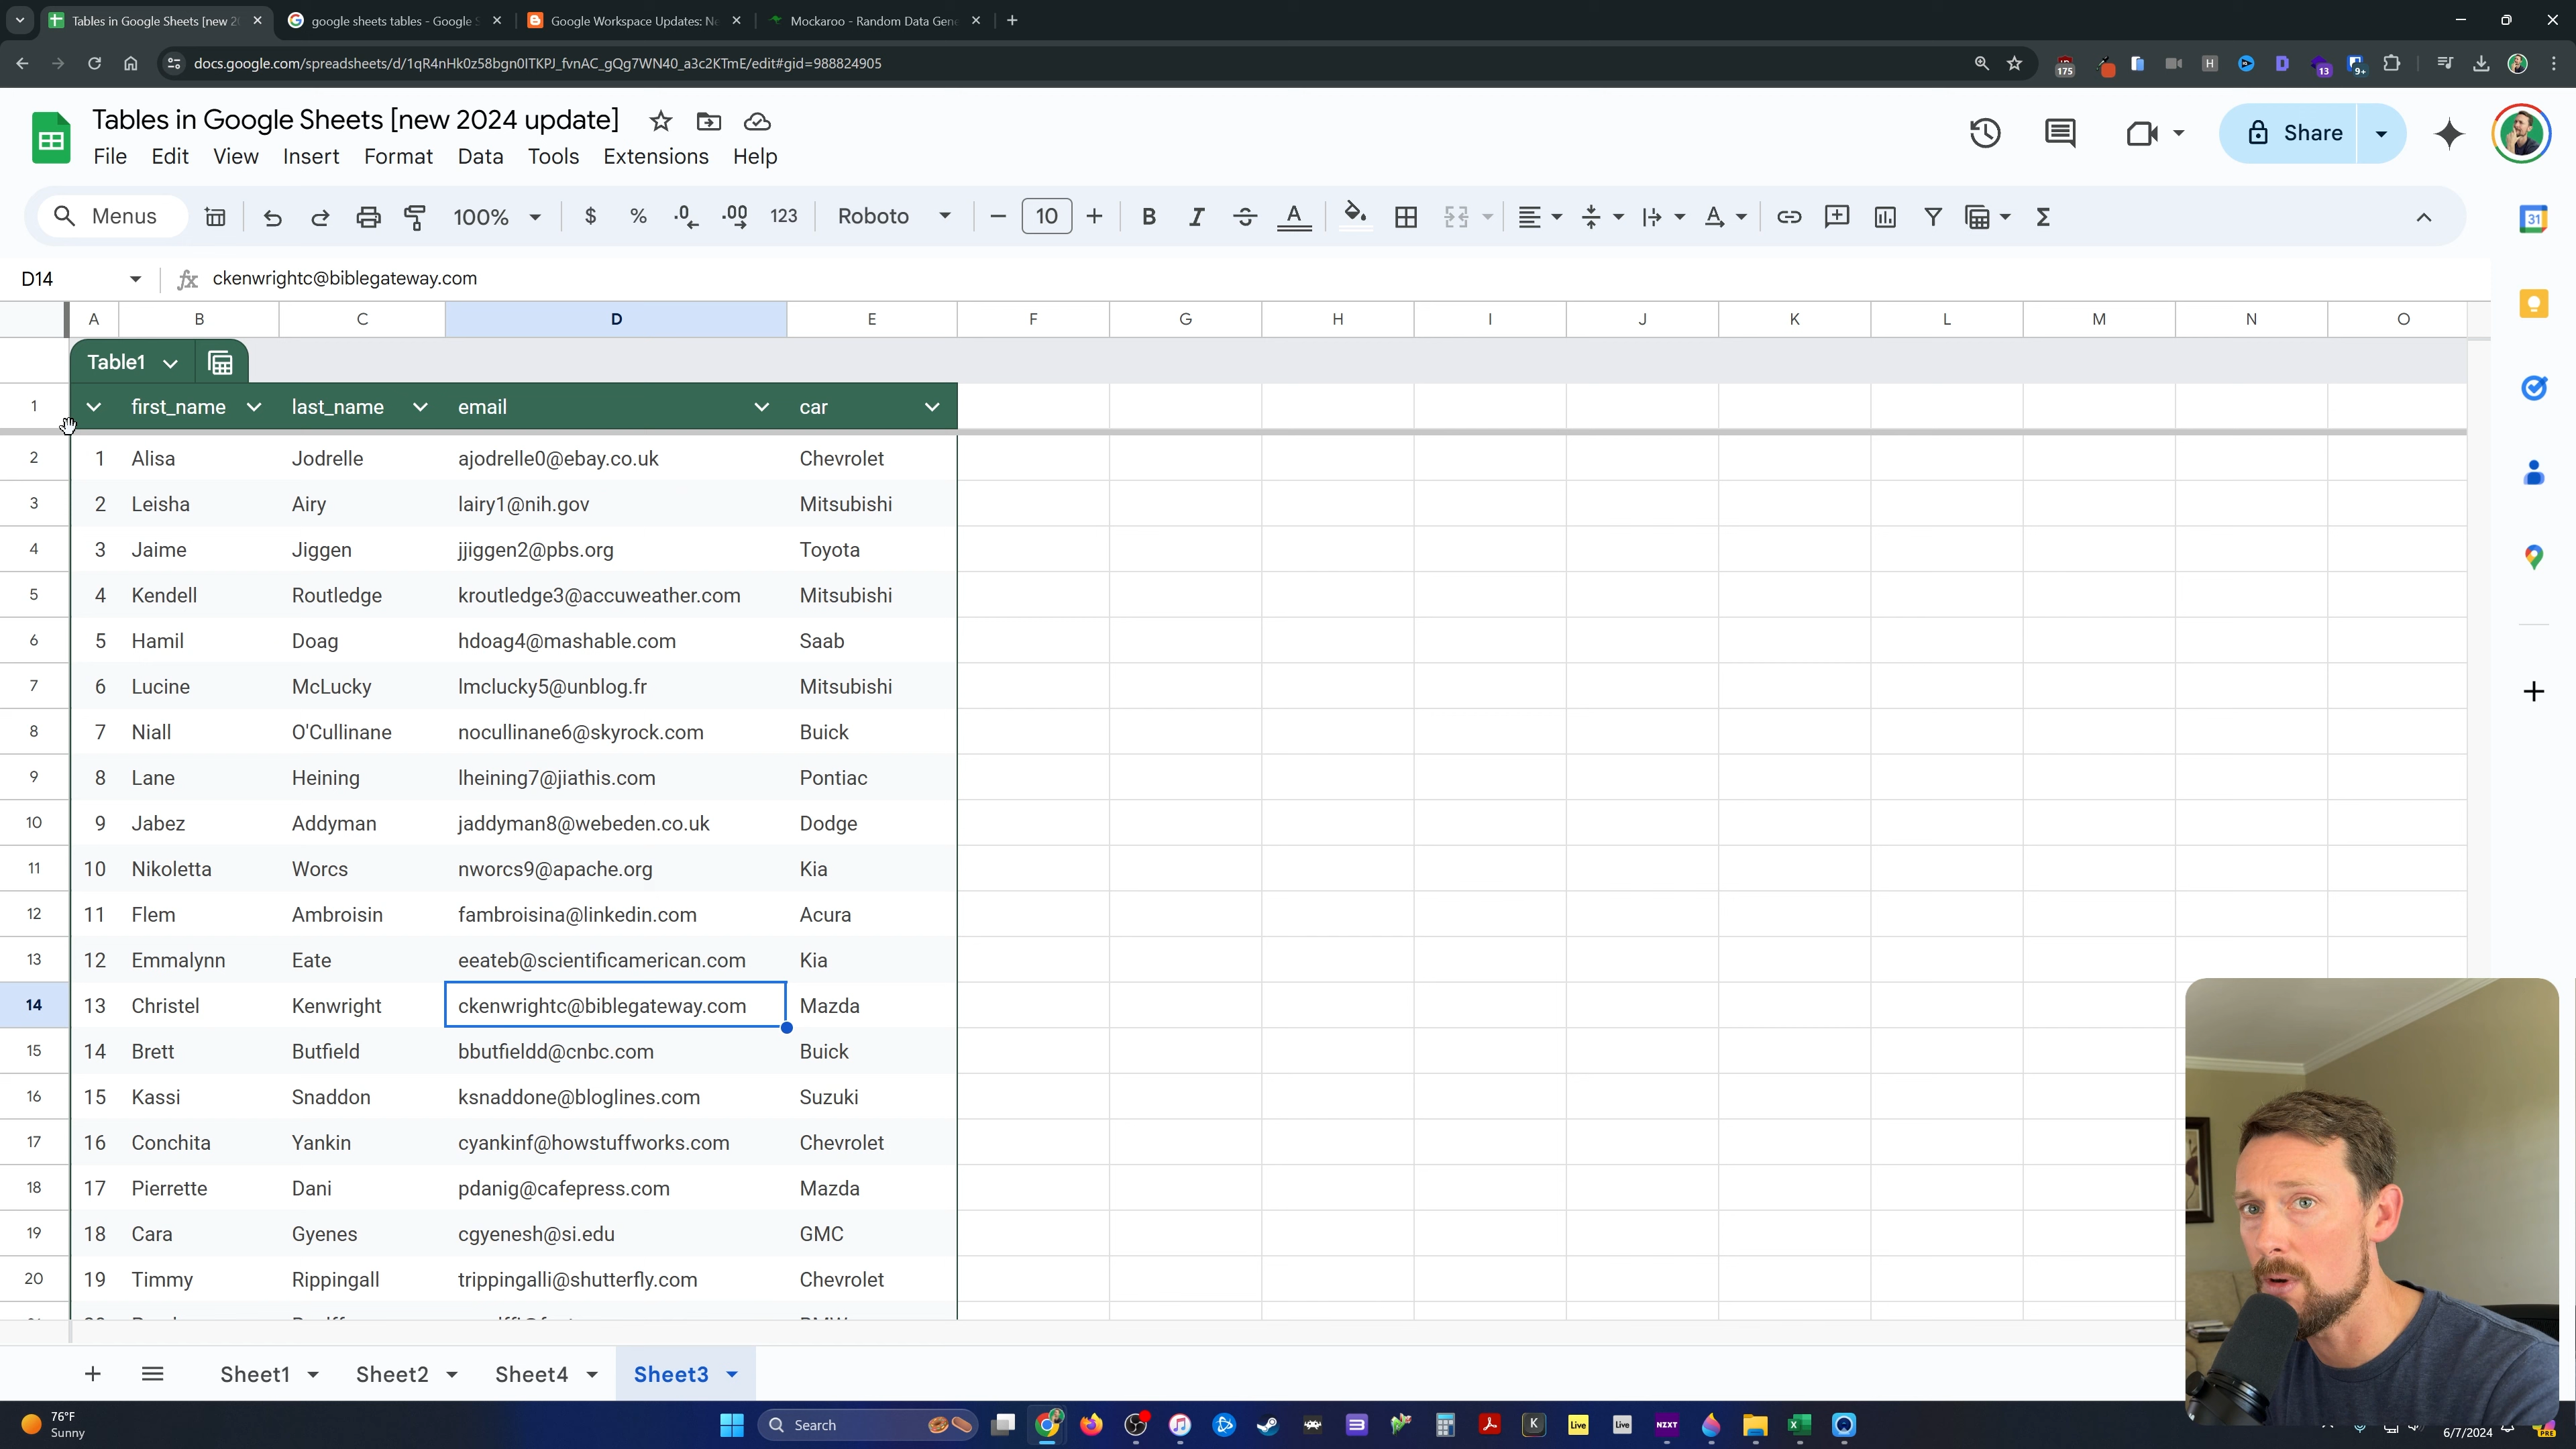 Tables in Google Sheets [new 2
google sheets tables - Google S
Google Workspace Updates: Ne
Mockaroo - Random Data Gene
docs.google.com/spreadsheets/d/1qR4nHk0z58bgn0ITKPJ_fvnAC_gQg7WN40_a3c2KTmE/edit#gid=988824905
175
13
9+
Tables in Google Sheets [new 2024 update]
File Edit View Insert Format Data Tools Extensions Help
Share
Menus 100% $ % .0 .00 123 Roboto 10 B I S A Σ
31
D14 fx ckenwrightc@biblegateway.com
A B C D E F G H I J K L M N O
Table1
1 first_name last_name email car
2 1 Alisa Jodrelle ajodrelle0@ebay.co.uk Chevrolet
3 2 Leisha Airy lairy1@nih.gov Mitsubishi
4 3 Jaime Jiggen jjiggen2@pbs.org Toyota
5 4 Kendell Routledge kroutledge3@accuweather.com Mitsubishi
6 5 Hamil Doag hdoag4@mashable.com Saab
7 6 Lucine McLucky lmclucky5@unblog.fr Mitsubishi
8 7 Niall O'Cullinane nocullinane6@skyrock.com Buick
9 8 Lane Heining lheining7@jiathis.com Pontiac
10 9 Jabez Addyman jaddyman8@webeden.co.uk Dodge
11 10 Nikoletta Worcs nworcs9@apache.org Kia
12 11 Flem Ambroisin fambroisina@linkedin.com Acura
13 12 Emmalynn Eate eeateb@scientificamerican.com Kia
14 13 Christel Kenwright ckenwrightc@biblegateway.com Mazda
15 14 Brett Butfield bbutfieldd@cnbc.com Buick
16 15 Kassi Snaddon ksnaddone@bloglines.com Suzuki
17 16 Conchita Yankin cyankinf@howstuffworks.com Chevrolet
18 17 Pierrette Dani pdanig@cafepress.com Mazda
19 18 Cara Gyenes cgyenesh@si.edu GMC
20 19 Timmy Rippingall trippingalli@shutterfly.com Chevrolet
Sheet1 Sheet2 Sheet4 Sheet3
76°F
Sunny
Search
K
Live
Live
NZXT
6/7/2024
PRE